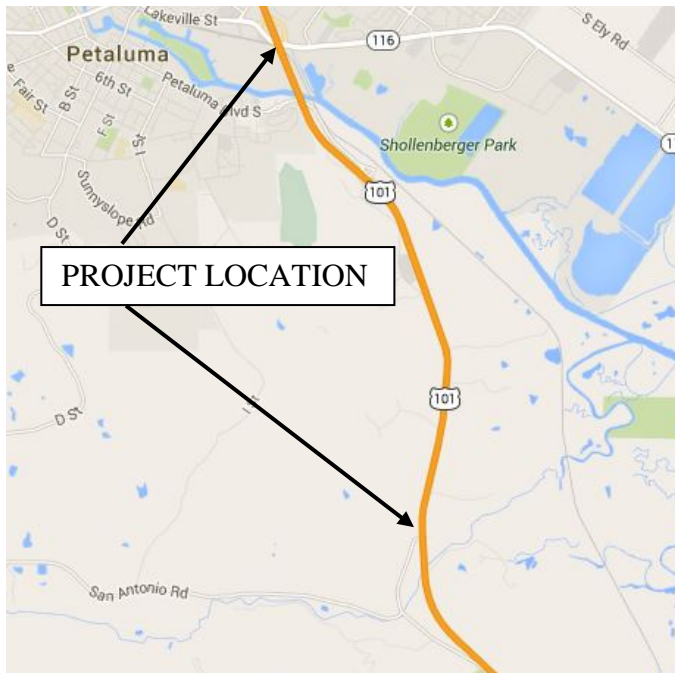 Lakeville St
116
S Ely Rd
Petaluma
6th St
Fair St
B St
F St
I St
Petaluma Blvd S
Shollenberger Park
101
Sunnyslope Rd
D St
PROJECT LOCATION
101
I St
D St
San Antonio Rd